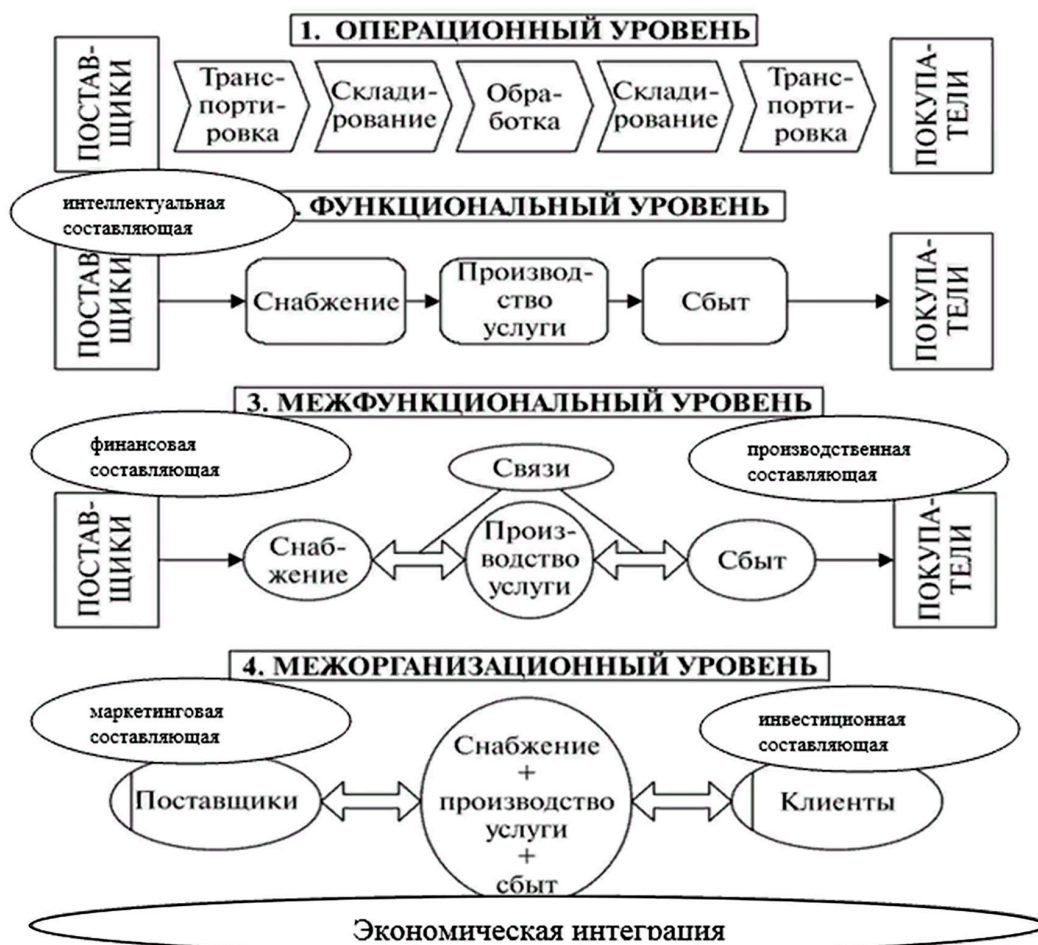 1. ОПЕРАЦИОННЫЙ УРОВЕНЬ
ПОСТАВ-
ЩИКИ
Транс-
порти-
ровка
СкладИ-
рование
Обра-
ботка
Склади-
рование
Транс-
порти-
ровка
ПОКУПА-
ТЕЛИ
интеллектуальная
составляющая
. ФУНКЦИОНАЛЬНЫЙ УРОВЕНЬ
ПОСТАВ-
ЩИКИ
Снабжение
Производ-
ство
услуги
Сбыт
ПОКУПА-
ТЕЛИ
3. МЕЖФУНКЦИОНАЛЬНЫЙ УРОВЕНЬ
финансовая
составляющая
производственная
составляющая
Связи
ПОСТАВ-
ЩИКИ
Снаб-
жение
Произ-
водство
услуги
Сбыт
ПОКУПА-
ТЕЛИ
4. МЕЖОРГАНИЗАЦИОННЫЙ УРОВЕНЬ
маркетинговая
составляющая
инвестиционная
составляющая
Поставщики
Снабжение
+
производство
услуги
+
сбыт
Клиенты
Экономическая интеграция